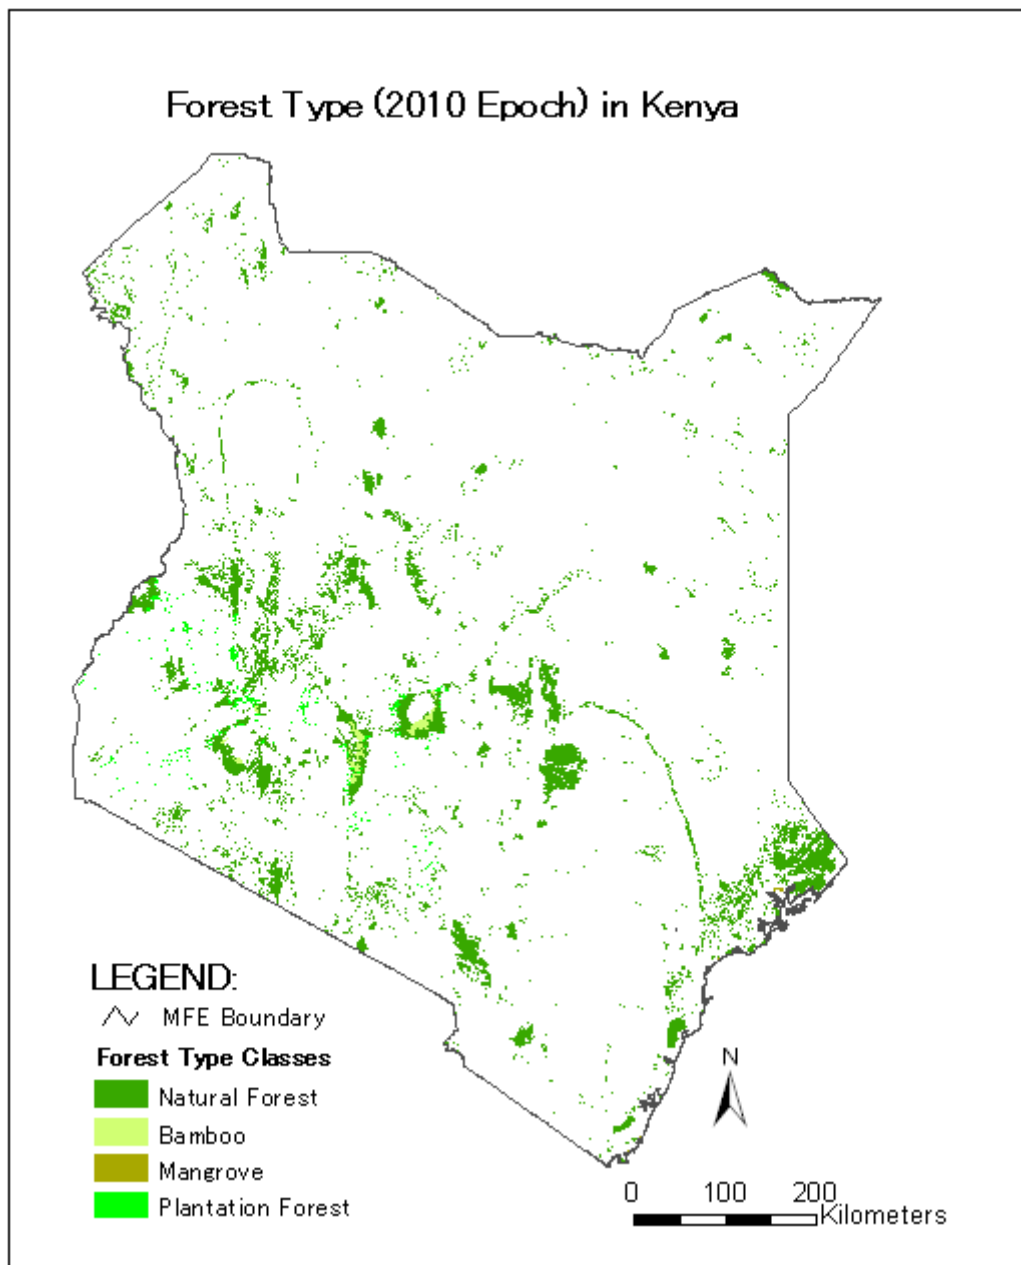 Forest Type (2010 Epoch) in Kenya
LEGEND:
MFE Boundary
Forest Type Classes
Natural Forest
Bamboo
Mangrove
Plantation Forest
N
0 100 200
Kilometers